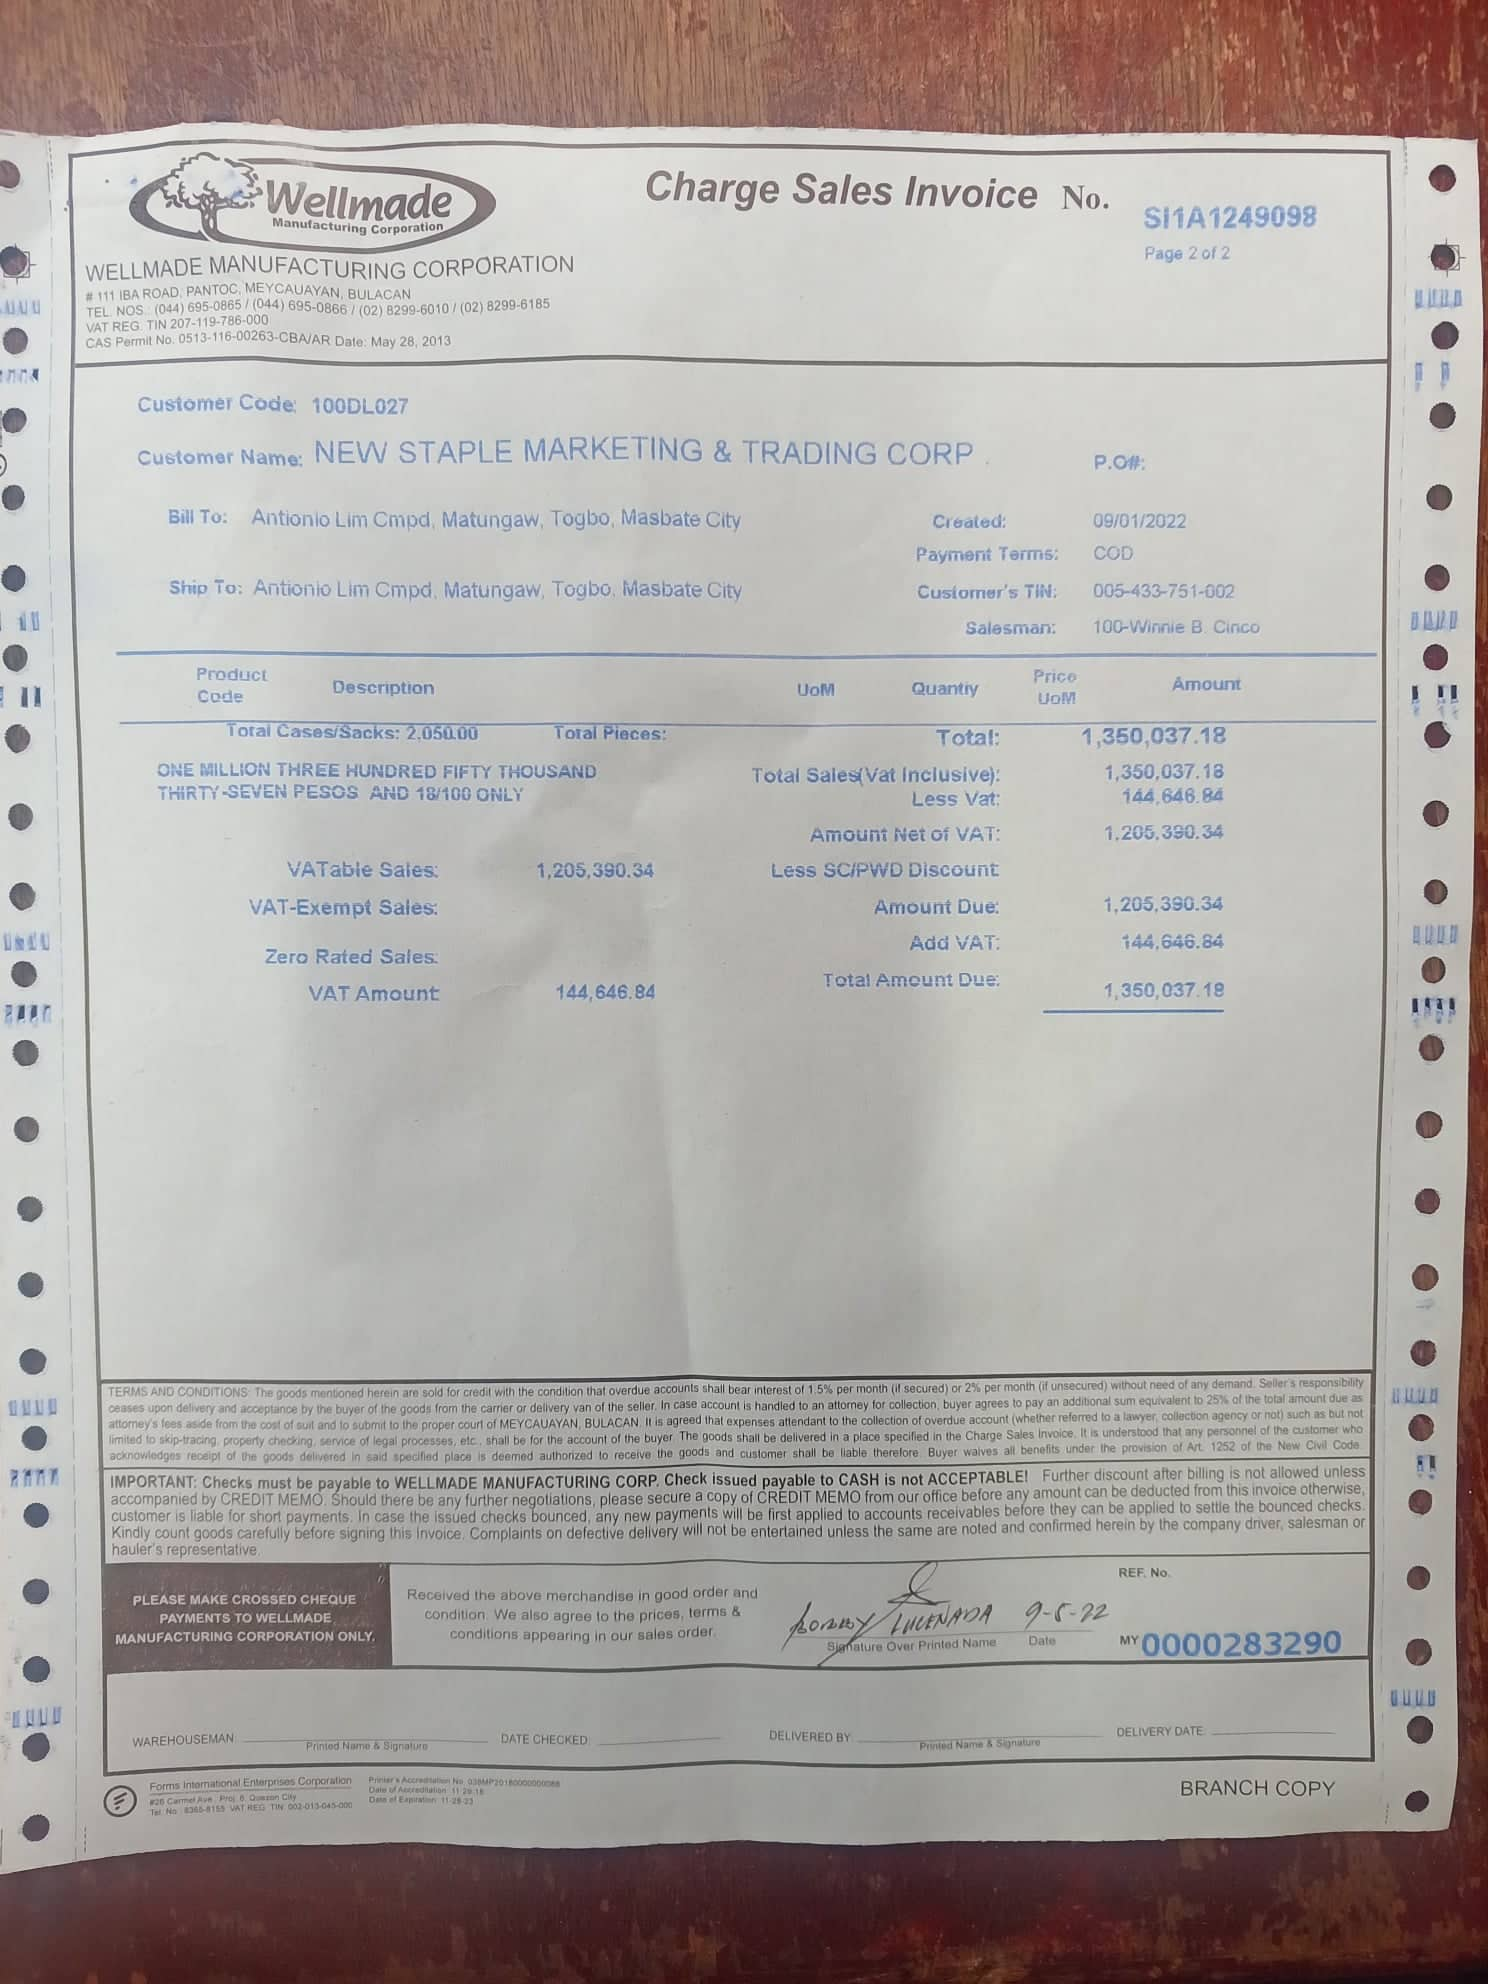 Wellmade
Manufacturing Corporation
Charge Sales Invoice No.
SI1A1249098
Page 2 of 2
WELLMADE MANUFACTURING CORPORATION
# 111 IBA ROAD, PANTOC, MEYCAUAYAN, BULACAN
TEL. NOS.: (044) 695-0865 / (044) 695-0866 / (02) 8299-6010 / (02) 8299-6185
VAT REG. TIN 207-119-786-000
CAS Permit No. 0513-116-00263-CBA/AR Date: May 28, 2013
Customer Code: 100DL027
Customer Name: NEW STAPLE MARKETING & TRADING CORP.
P.O#:
Bill To: Antionio Lim Cmpd, Matungaw, Togbo, Masbate City
Created: 09/01/2022
Payment Terms: COD
Ship To: Antionio Lim Cmpd, Matungaw, Togbo, Masbate City
Customer's TIN: 005-433-751-002
Salesman: 100-Winnie B. Cinco
Product Code Description UoM Quantiy Price UoM Amount
Total Cases/Sacks: 2,050.00 Total Pieces: Total: 1,350,037.18
ONE MILLION THREE HUNDRED FIFTY THOUSAND
THIRTY-SEVEN PESOS AND 18/100 ONLY
Total Sales(Vat Inclusive): 1,350,037.18
Less Vat: 144,646.84
Amount Net of VAT: 1,205,390.34
VATable Sales: 1,205,390.34 Less SC/PWD Discount
VAT-Exempt Sales: Amount Due: 1,205,390.34
Zero Rated Sales: Add VAT: 144,646.84
VAT Amount 144,646.84 Total Amount Due: 1,350,037.18
TERMS AND CONDITIONS: The goods mentioned herein are sold for credit with the condition that overdue accounts shall bear interest of 1.5% per month (if secured) or 2% per month (if unsecured) without need of any demand. Seller's responsibility
ceases upon delivery and acceptance by the buyer of the goods from the carrier or delivery van of the seller. In case account is handled to an attorney for collection, buyer agrees to pay an additional sum equivalent to 25% of the total amount due as
attorney's fees aside from the cost of suit and to submit to the proper court of MEYCAUAYAN, BULACAN. It is agreed that expenses attendant to the collection of overdue account (whether referred to a lawyer, collection agency or not) such as but not
limited to skip-tracing, property checking, service of legal processes, etc., shall be for the account of the buyer. The goods shall be delivered in a place specified in the Charge Sales Invoice. It is understood that any personnel of the customer who
acknowledges receipt of the goods delivered in said specified place is deemed authorized to receive the goods and customer shall be liable therefore. Buyer waives all benefits under the provision of Art. 1252 of the New Civil Code.
IMPORTANT: Checks must be payable to WELLMADE MANUFACTURING CORP. Check issued payable to CASH is not ACCEPTABLE! Further discount after billing is not allowed unless
accompanied by CREDIT MEMO. Should there be any further negotiations, please secure a copy of CREDIT MEMO from our office before any amount can be deducted from this invoice otherwise,
customer is liable for short payments. In case the issued checks bounced, any new payments will be first applied to accounts receivables before they can be applied to settle the bounced checks.
Kindly count goods carefully before signing this Invoice. Complaints on defective delivery will not be entertained unless the same are noted and confirmed herein by the company driver, salesman or
hauler's representative.
PLEASE MAKE CROSSED CHEQUE
PAYMENTS TO WELLMADE
MANUFACTURING CORPORATION ONLY.
Received the above merchandise in good order and
condition. We also agree to the prices, terms &
conditions appearing in our sales order.
BOBBY LUCENADA 9-5-22
Signature Over Printed Name Date
REF. No.
MY 0000283290
WAREHOUSEMAN
Printed Name & Signature
DATE CHECKED:
DELIVERED BY:
Printed Name & Signature
DELIVERY DATE:
Forms International Enterprises Corporation
#26 Carmel Ave., Proj. 6, Quezon City
Tel. No.: 8365-8155 VAT REG. TIN: 002-013-045-000
Printer's Accreditation No. 038MP20180000000088
Date of Accreditation: 11-29-18
Date of Expiration: 11-28-23
BRANCH COPY